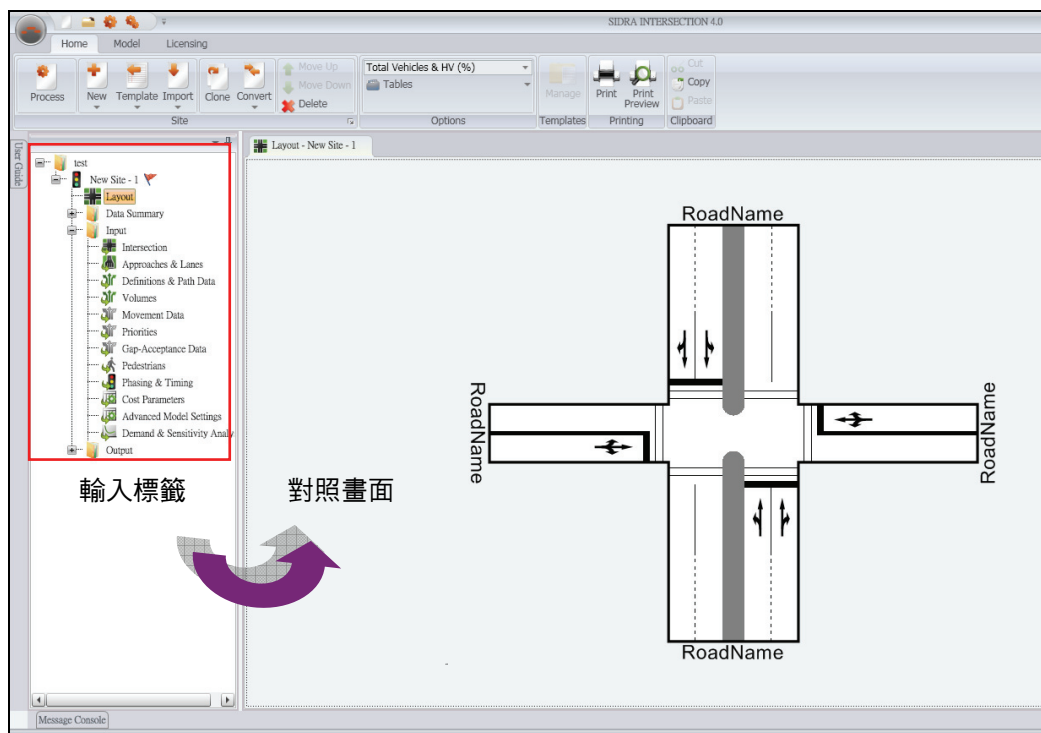 SIDRA INTERSECTION 4.0
Home Model Licensing
Process
New
Template
Import
Clone
Convert
Move Up
Move Down
Delete
Site
Total Vehicles & HV (%)
Tables
Options
Manage
Templates
Print
Print Preview
Printing
Cut
Copy
Paste
Clipboard
User Guide
test
New Site - 1
Layout
Data Summary
Input
Intersection
Approaches & Lanes
Definitions & Path Data
Volumes
Movement Data
Priorities
Gap-Acceptance Data
Pedestrians
Phasing & Timing
Cost Parameters
Advanced Model Settings
Demand & Sensitivity Analy
Output
輸入標籤
對照畫面
Layout - New Site - 1
RoadName
RoadName
RoadName
RoadName
Message Console